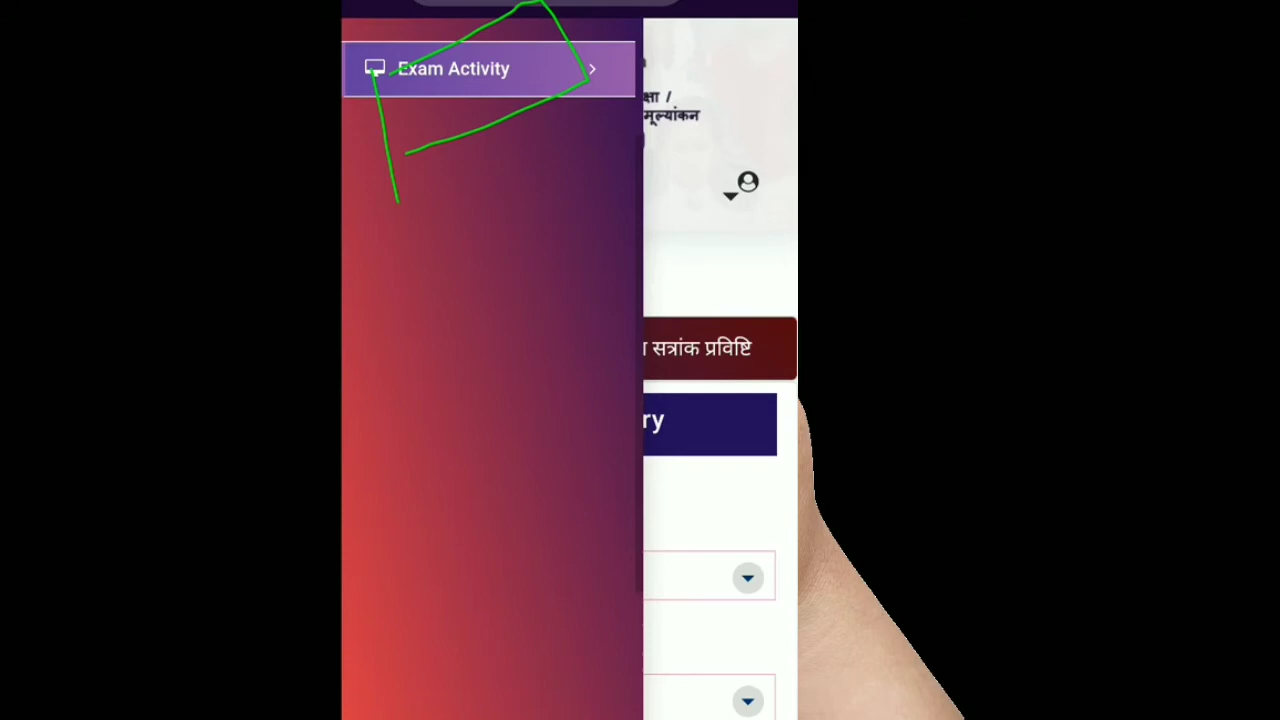 Exam Activity
क्षा /
मूल्यांकन
सत्रांक प्रविष्टि
ry